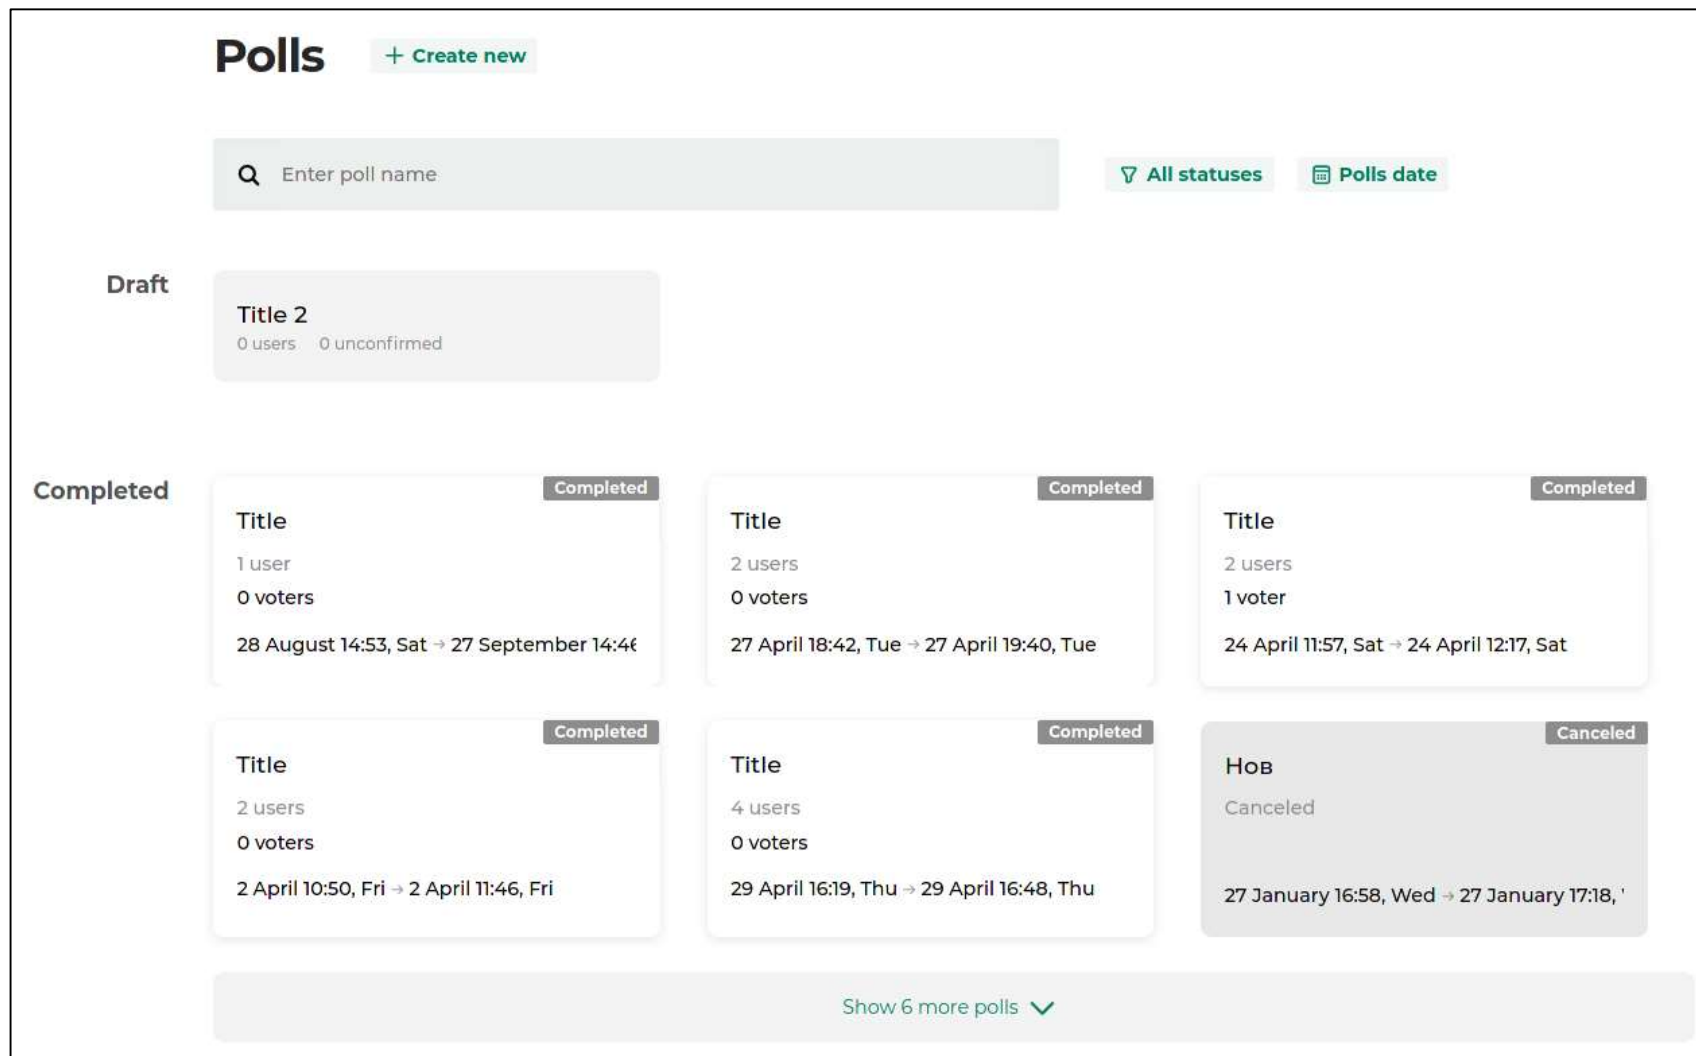 Polls
+ Create new
Enter poll name
All statuses
Polls date
Draft
Title 2
0 users 0 unconfirmed
Completed
Completed
Title
1 user
0 voters
28 August 14:53, Sat → 27 September 14:46
Completed
Title
2 users
0 voters
27 April 18:42, Tue → 27 April 19:40, Tue
Completed
Title
2 users
1 voter
24 April 11:57, Sat → 24 April 12:17, Sat
Completed
Title
2 users
0 voters
2 April 10:50, Fri → 2 April 11:46, Fri
Completed
Title
4 users
0 voters
29 April 16:19, Thu → 29 April 16:48, Thu
Canceled
Нов
Canceled
27 January 16:58, Wed → 27 January 17:18,
Show 6 more polls